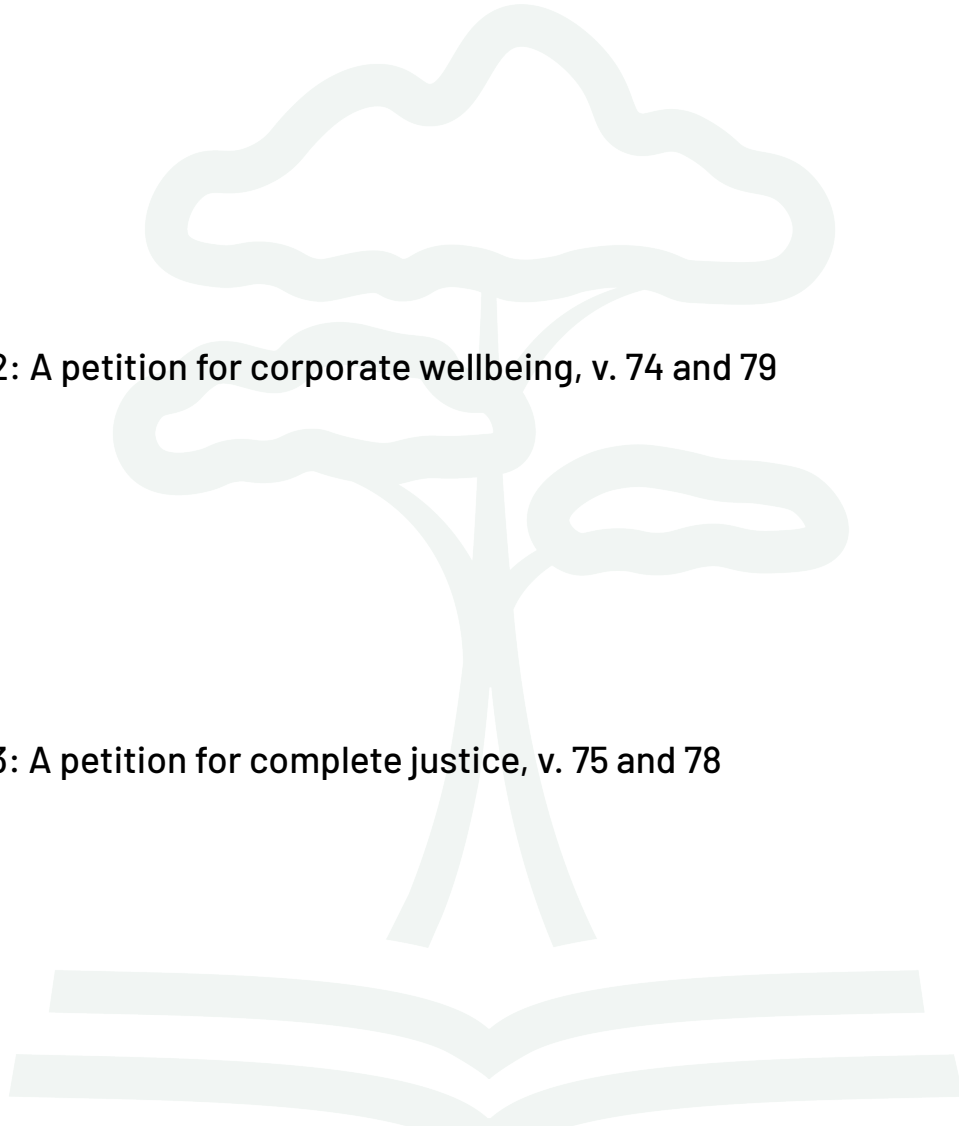 2: A petition for corporate wellbeing, v. 74 and 79
3: A petition for complete justice, v. 75 and 78